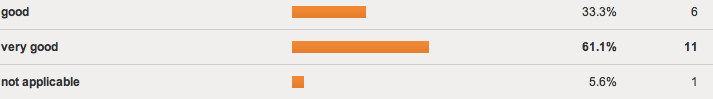 good 33.3% 6
very good 61.1% 11
not applicable 5.6% 1